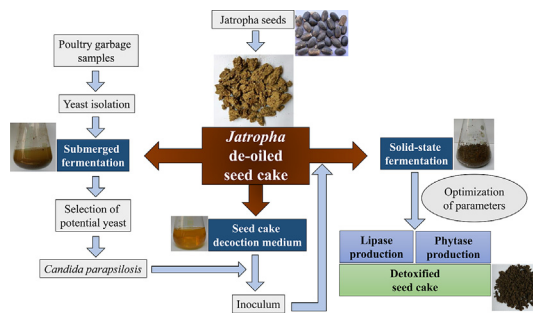 Jatropha seeds
Poultry garbage
samples
Yeast isolation
Submerged
fermentation
Selection of
potential yeast
Candida parapsilosis
Jatropha
de-oiled
seed cake
Seed cake
decoction medium
Inoculum
Solid-state
fermentation
Optimization
of parameters
Lipase
production
Phytase
production
Detoxified
seed cake